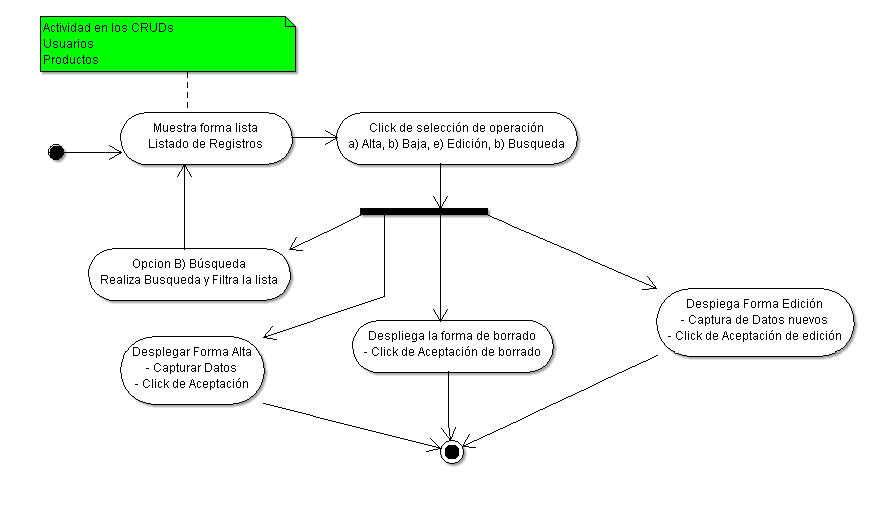 Actividad en los CRUDs
Usuarios
Productos
Muestra forma lista
Listado de Registros
Click de selección de operación
a) Alta, b) Baja, e) Edición, b) Busqueda
Opcion B) Búsqueda
Realiza Busqueda y Filtra la lista
Desplegar Forma Alta
- Capturar Datos
- Click de Aceptación
Despliega la forma de borrado
- Click de Aceptación de borrado
Despiega Forma Edición
- Captura de Datos nuevos
- Click de Aceptación de edición